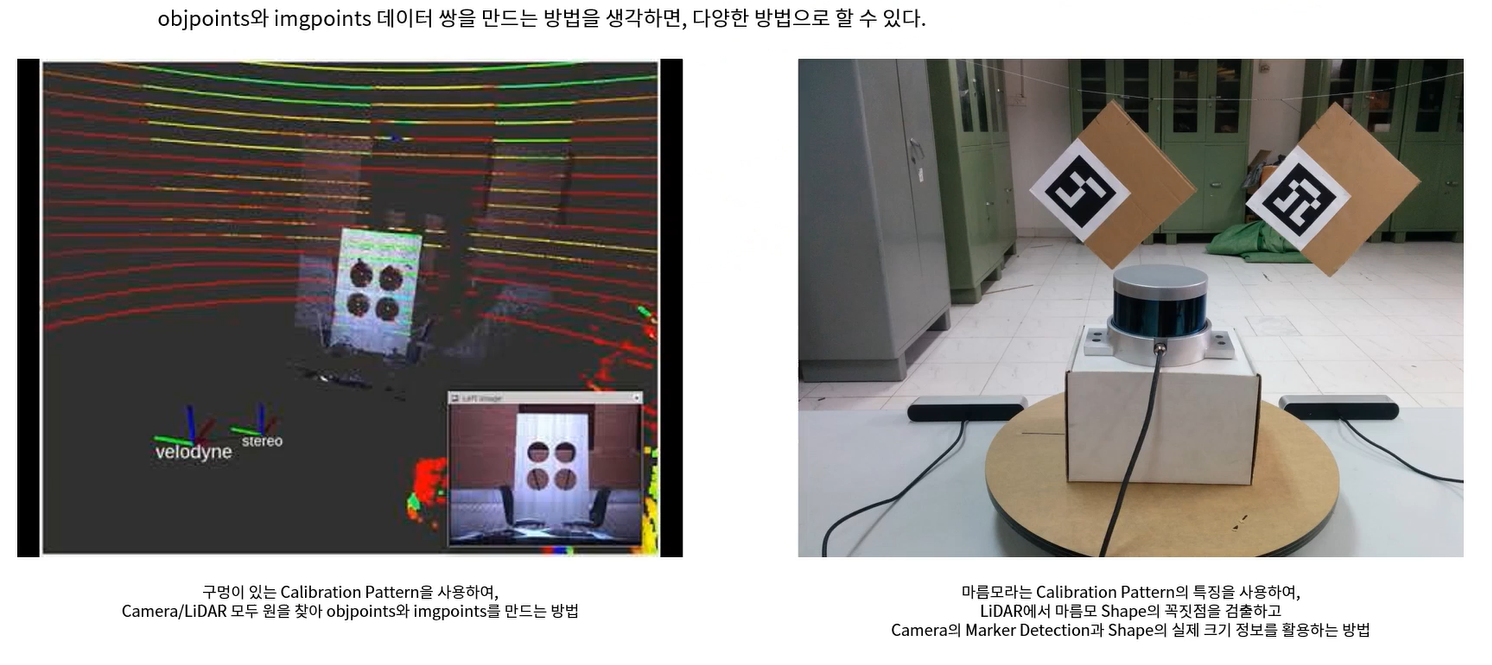 objpoints와 imgpoints 데이터 쌍을 만드는 방법을 생각하면, 다양한 방법으로 할 수 있다.
velodyne
stereo
Left Image
구멍이 있는 Calibration Pattern을 사용하여,
Camera/LiDAR 모두 원을 찾아 objpoints와 imgpoints를 만드는 방법
마름모라는 Calibration Pattern의 특징을 사용하여,
LiDAR에서 마름모 Shape의 꼭짓점을 검출하고
Camera의 Marker Detection과 Shape의 실제 크기 정보를 활용하는 방법